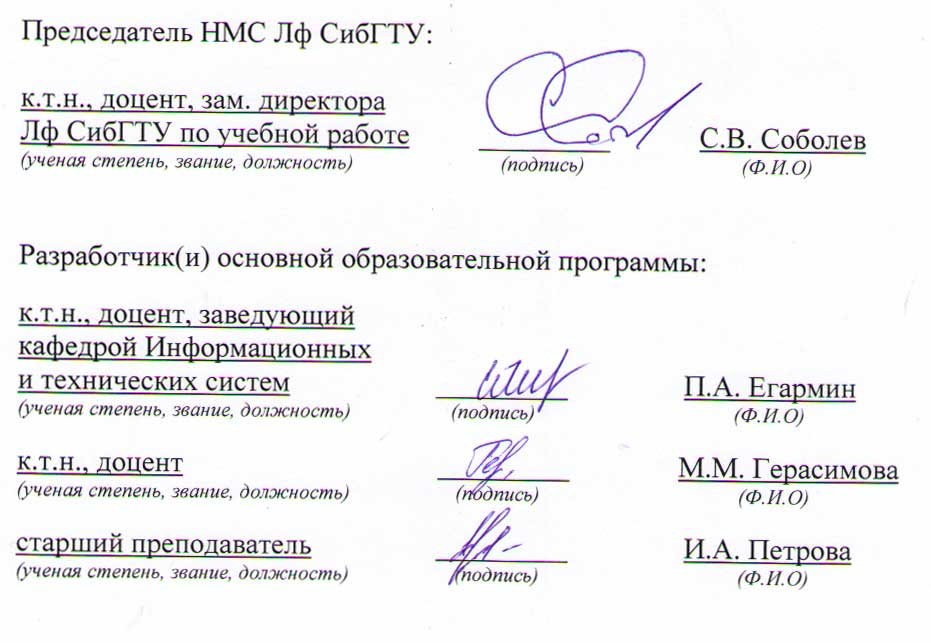 Председатель НМС Лф СибГТУ:
к.т.н., доцент, зам. директора
Лф СибГТУ по учебной работе С.В. Соболев
(ученая степень, звание, должность) (подпись) (Ф.И.О)
Разработчик(и) основной образовательной программы:
к.т.н., доцент, заведующий
кафедрой Информационных
и технических систем П.А. Егармин
(ученая степень, звание, должность) (подпись) (Ф.И.О)
к.т.н., доцент М.М. Герасимова
(ученая степень, звание, должность) (подпись) (Ф.И.О)
старший преподаватель И.А. Петрова
(ученая степень, звание, должность) (подпись) (Ф.И.О)